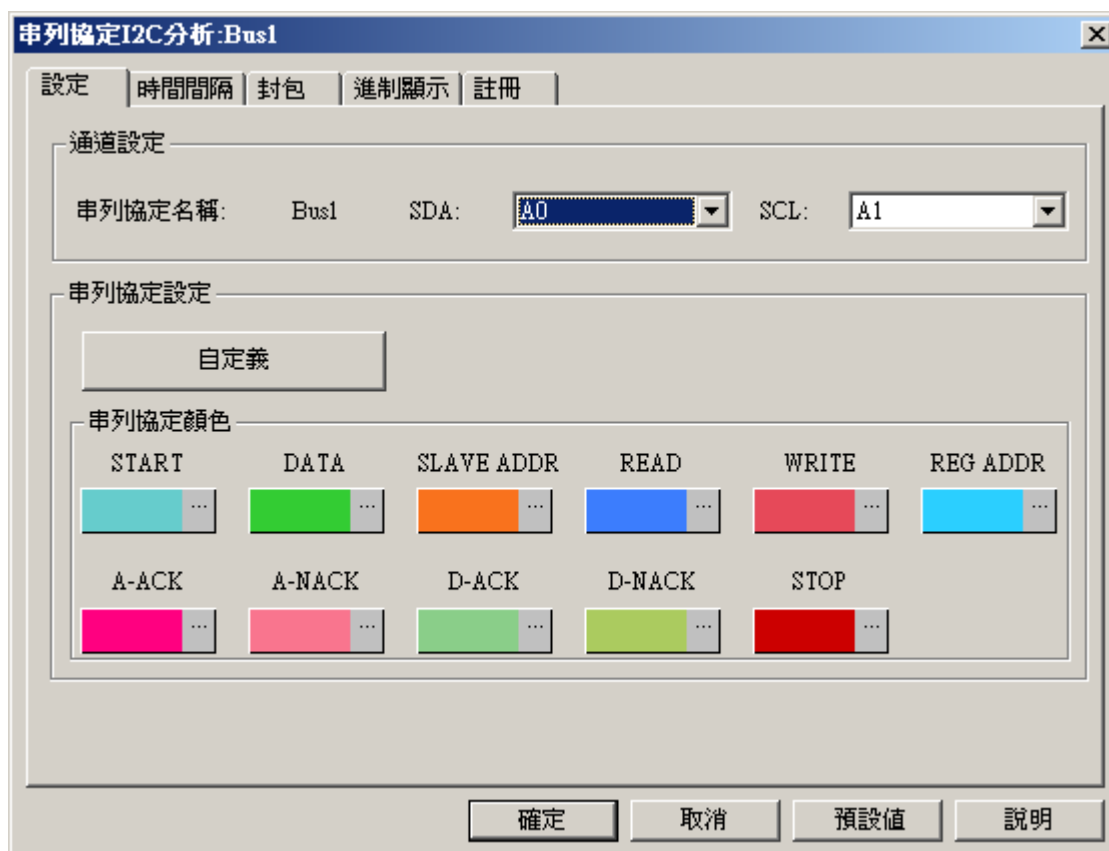 串列協定I2C分析:Bus1
設定 時間間隔 封包 進制顯示 註冊
通道設定
串列協定名稱: Bus1 SDA: A0 SCL: A1
串列協定設定
自定義
串列協定顏色
START DATA SLAVE ADDR READ WRITE REG ADDR
... ... ... ... ... ...
A-ACK A-NACK D-ACK D-NACK STOP
... ... ... ... ...
確定 取消 預設值 說明